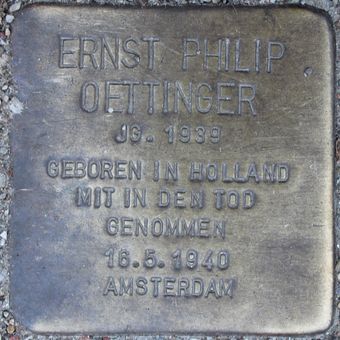 ERNST PHILIP
OETTINGER
JG. 1939
GEBOREN IN HOLLAND
MIT IN DEN TOD
GENOMMEN
16.5.1940
AMSTERDAM